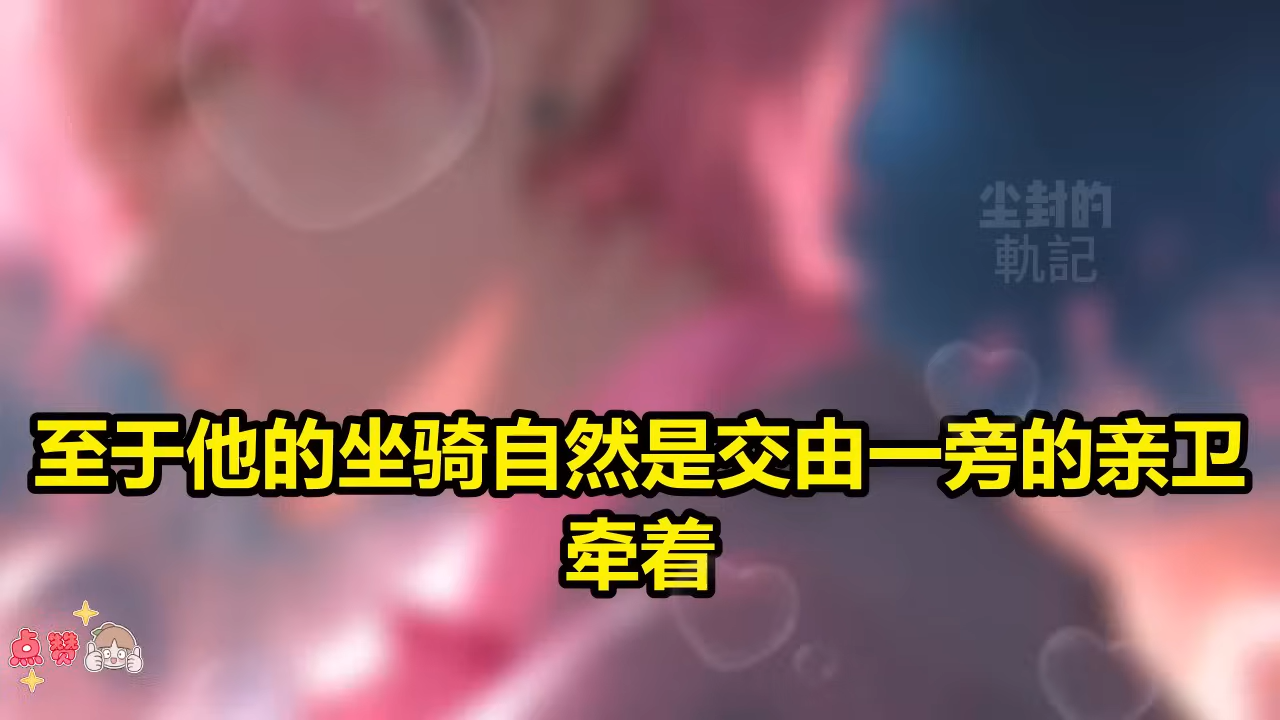 尘封的
軌記
至于他的坐骑自然是交由一旁的亲卫
牵着
点赞